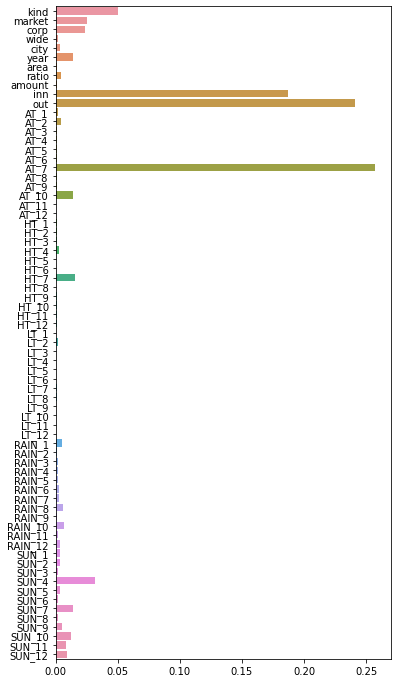 kind
market
corp
wide
city
year
area
ratio
amount
inn
out
AT_1
AT_2
AT_3
AT_4
AT_5
AT_6
AT_7
AT_8
AT_9
AT_10
AT_11
AT_12
HT_1
HT_2
HT_3
HT_4
HT_5
HT_6
HT_7
HT_8
HT_9
HT_10
HT_11
HT_12
LT_1
LT_2
LT_3
LT_4
LT_5
LT_6
LT_7
LT_8
LT_9
LT_10
LT_11
LT_12
RAIN_1
RAIN_2
RAIN_3
RAIN_4
RAIN_5
RAIN_6
RAIN_7
RAIN_8
RAIN_9
RAIN_10
RAIN_11
RAIN_12
SUN_1
SUN_2
SUN_3
SUN_4
SUN_5
SUN_6
SUN_7
SUN_8
SUN_9
SUN_10
SUN_11
SUN_12
0.00 0.05 0.10 0.15 0.20 0.25